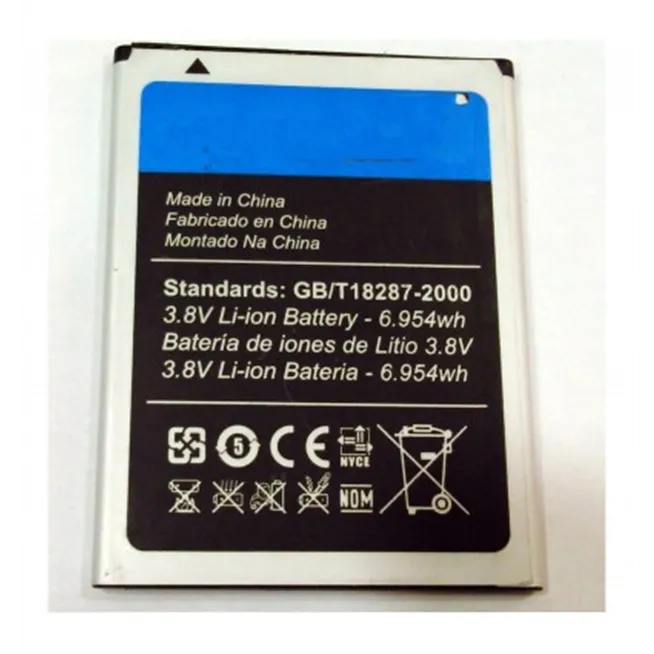 Made in China
Fabricado en China
Montado Na China
Standards: GB/T18287-2000
3.8V Li-ion Battery - 6.954wh
Batería de iones de Litio 3.8V
3.8V Li-ion Bateria - 6.954wh
5 CE NYCE
NOM